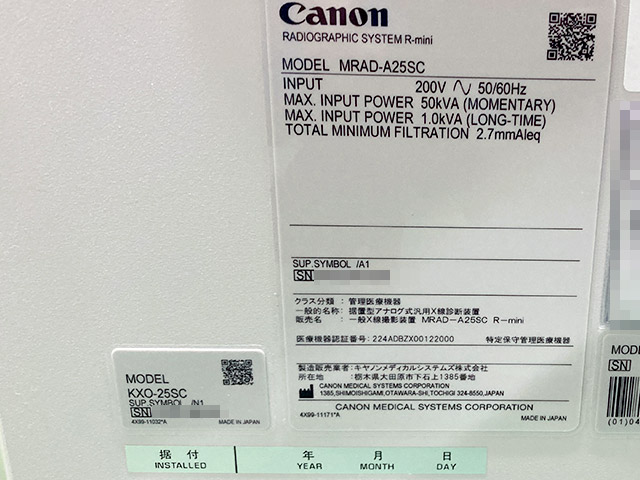 Canon
RADIOGRAPHIC SYSTEM R-mini
MODEL MRAD-A25SC
INPUT 200V 50/60Hz
MAX. INPUT POWER 50kVA (MOMENTARY)
MAX. INPUT POWER 1.0kVA (LONG-TIME)
TOTAL MINIMUM FILTRATION 2.7mmAleq
SUP.SYMBOL /A1
SN
クラス分類 : 管理医療機器
一般的名称: 据置型アナログ式汎用X線診断装置
販売名 : 一般X線撮影装置 MRAD-A25SC R-mini
医療機器認証番号: 224ADBZX00122000 特定保守管理医療機器
製造販売業者: キヤノンメディカルシステムズ株式会社
所在地 : 栃木県大田原市下石上1385番地
CANON MEDICAL SYSTEMS CORPORATION
1385,SHIMOISHIGAMI,OTAWARA-SHI,TOCHIGI 324-8550,JAPAN
CANON MEDICAL SYSTEMS CORPORATION
4X99-11171*A MADE IN JAPAN
MODEL
KXO-25SC
SUP.SYMBOL /N1
SN
4X99-11032*A MADE IN JAPAN
MODEL
SN
(01)04
据付 年 月 日
INSTALLED YEAR MONTH DAY